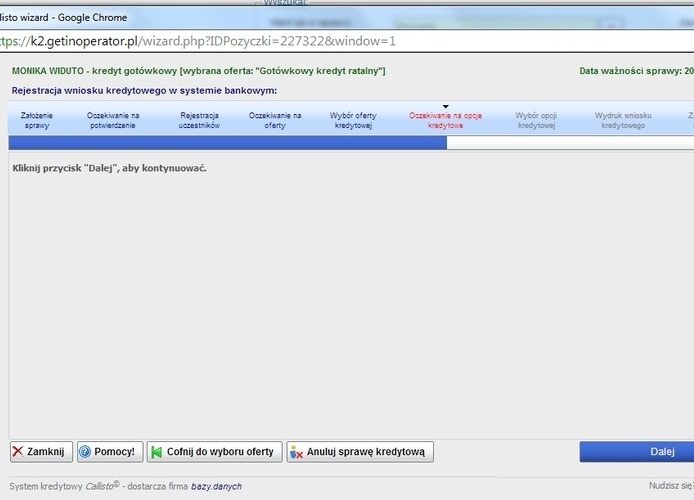 Wyszukaj:
listo wizard - Google Chrome
ttps://k2.getinoperator.pl/wizard.php?IDPozyczki=227322&window=1
MONIKA WIDUTO - kredyt gotówkowy [wybrana oferta: "Gotówkowy kredyt ratalny"]
Data ważności sprawy: 20
Rejestracja wniosku kredytowego w systemie bankowym:
Założenie sprawy
Oczekiwanie na potwierdzenie
Rejestracja uczestników
Oczekiwanie na oferty
Wybór oferty kredytowej
Oczekiwanie na opcje kredytowe
Wybór opcji kredytowej
Wydruk wniosku kredytowego
Kliknij przycisk "Dalej", aby kontynuować.
Zamknij
Pomocy!
Cofnij do wyboru oferty
Anuluj sprawę kredytową
Dalej
System kredytowy Callisto© - dostarcza firma bazy.danych
Nudzisz się